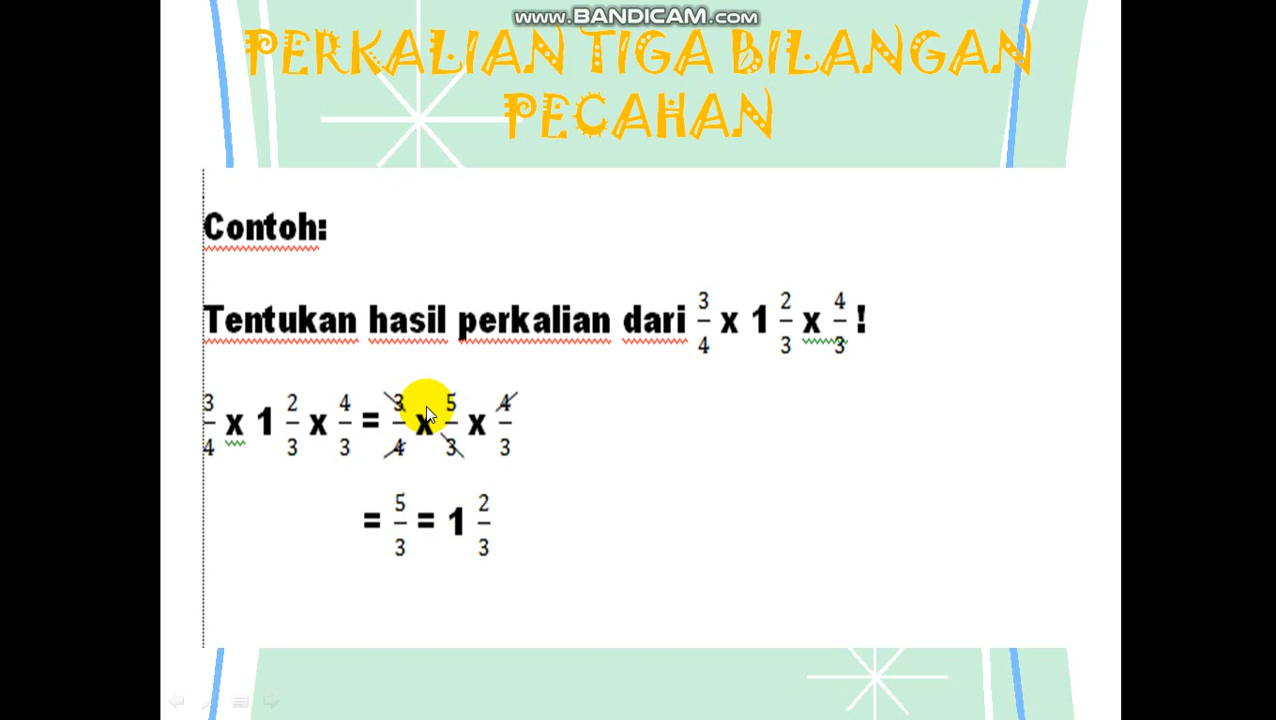 www.BANDICAM.com
PERKALIAN TIGA BILANGAN
PECAHAN
Contoh:
Tentukan hasil perkalian dari 3/4 x 1 2/3 x 4/3 !
3/4 x 1 2/3 x 4/3 = 3/4 x 5/3 x 4/3
= 5/3 = 1 2/3